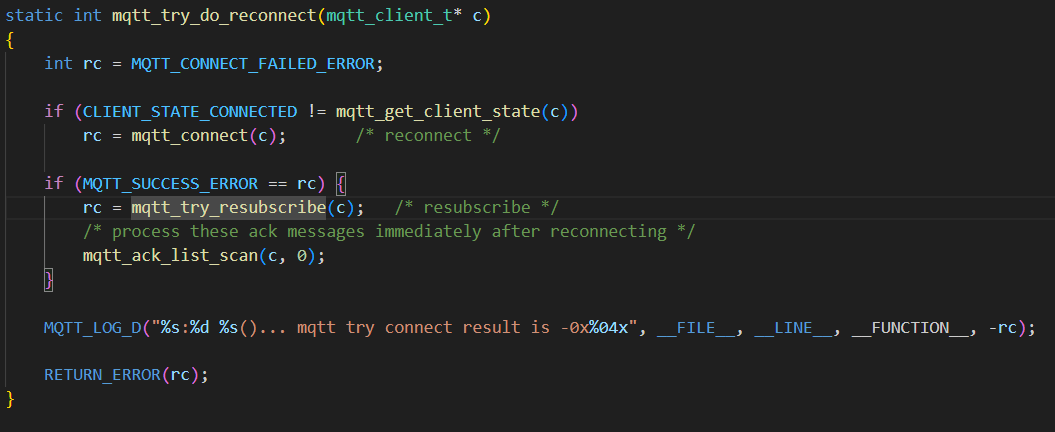 static int mqtt_try_do_reconnect(mqtt_client_t* c)
{
    int rc = MQTT_CONNECT_FAILED_ERROR;

    if (CLIENT_STATE_CONNECTED != mqtt_get_client_state(c))
        rc = mqtt_connect(c);       /* reconnect */

    if (MQTT_SUCCESS_ERROR == rc) {
        rc = mqtt_try_resubscribe(c);   /* resubscribe */
        /* process these ack messages immediately after reconnecting */
        mqtt_ack_list_scan(c, 0);
    }

    MQTT_LOG_D("%s:%d %s()... mqtt try connect result is -0x%04x", __FILE__, __LINE__, __FUNCTION__, -rc);

    RETURN_ERROR(rc);
}